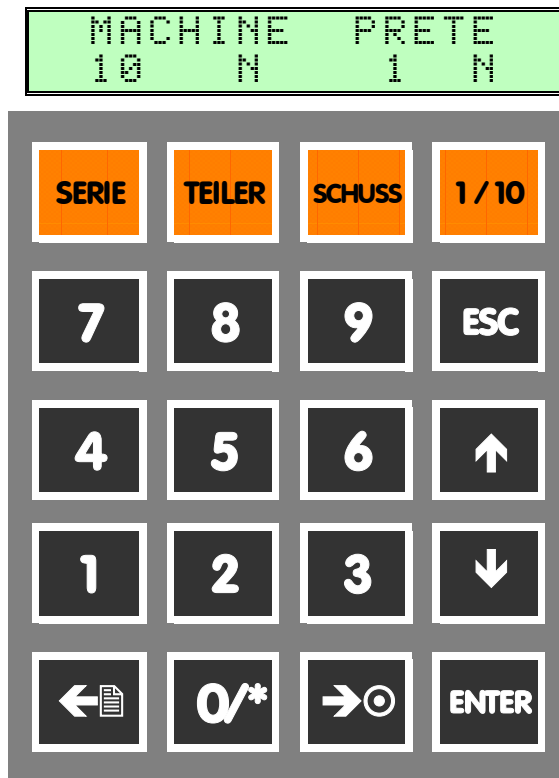 MACHINE PRETE
10 N 1 N
SERIE TEILER SCHUSS 1/10
7 8 9 ESC
4 5 6 ↑
1 2 3 ↓
← 0/* → ENTER